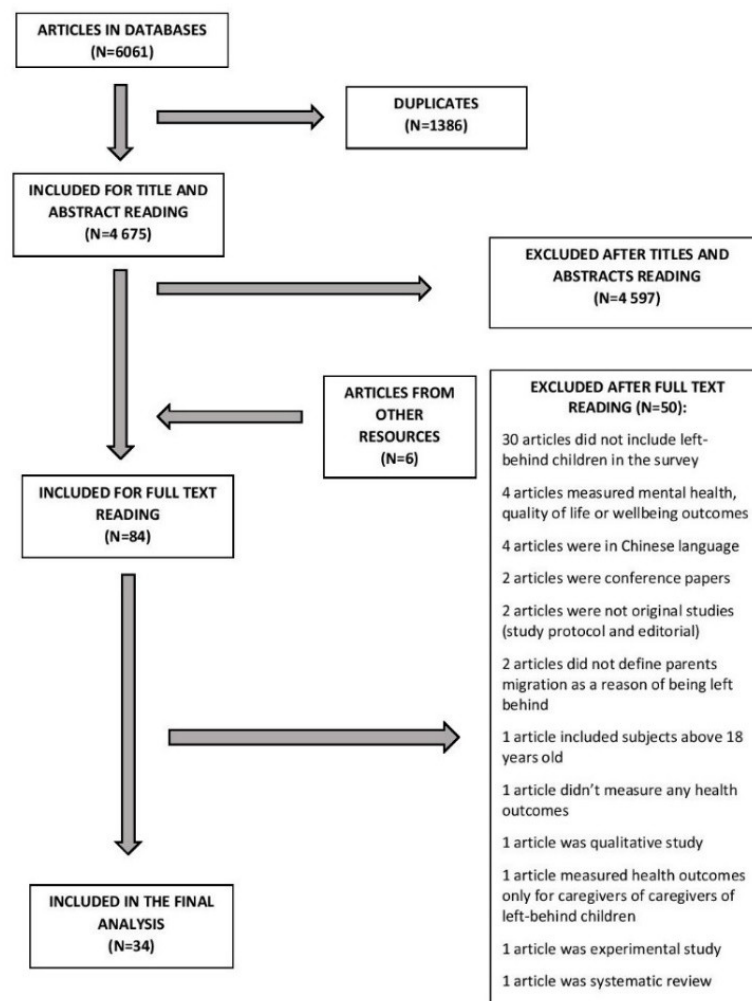 ARTICLES IN DATABASES
(N=6061)
DUPLICATES
(N=1386)
INCLUDED FOR TITLE AND
ABSTRACT READING
(N=4 675)
EXCLUDED AFTER TITLES AND
ABSTRACTS READING
(N=4 597)
ARTICLES FROM
OTHER
RESOURCES
(N=6)
INCLUDED FOR FULL TEXT
READING
(N=84)
EXCLUDED AFTER FULL TEXT
READING (N=50):
30 articles did not include left-
behind children in the survey
4 articles measured mental health,
quality of life or wellbeing outcomes
4 articles were in Chinese language
2 articles were conference papers
2 articles were not original studies
(study protocol and editorial)
2 articles did not define parents
migration as a reason of being left
behind
1 article included subjects above 18
years old
1 article didn't measure any health
outcomes
1 article was qualitative study
1 article measured health outcomes
only for caregivers of caregivers of
left-behind children
1 article was experimental study
1 article was systematic review
INCLUDED IN THE FINAL
ANALYSIS
(N=34)